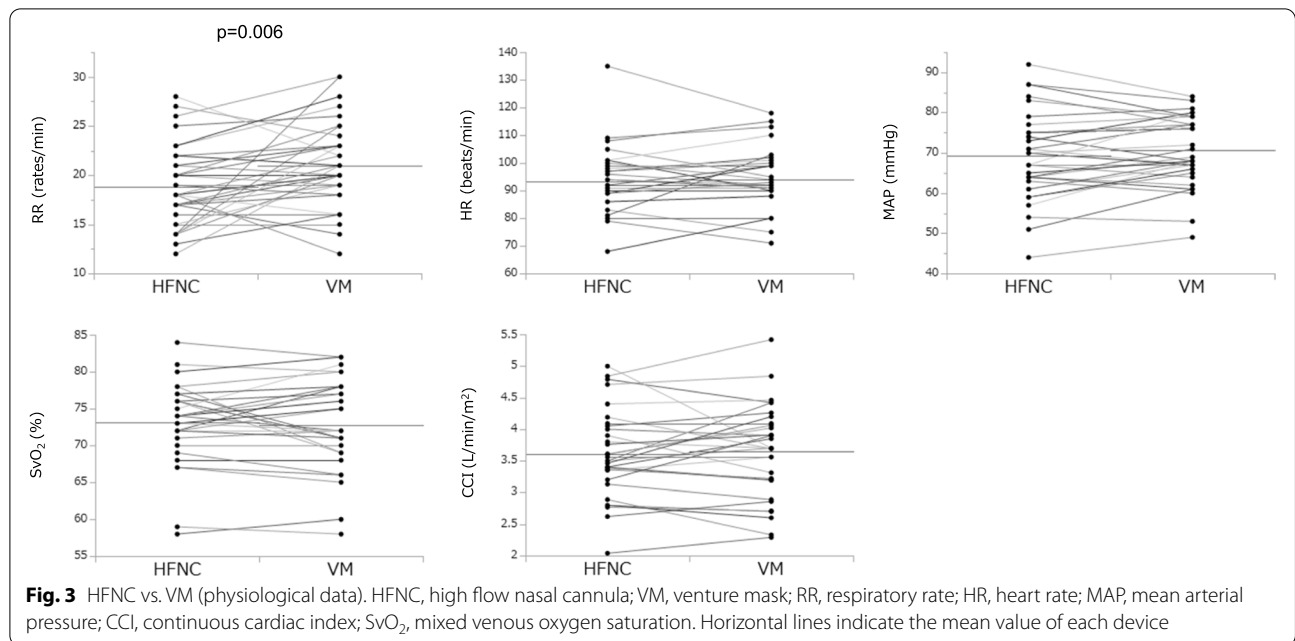 p=0.006
RR (rates/min)
30
25
20
15
10
HFNC
VM
HR (beats/min)
140
130
120
110
100
90
80
70
60
HFNC
VM
MAP (mmHg)
90
80
70
60
50
40
HFNC
VM
SvO₂ (%)
85
80
75
70
65
60
55
HFNC
VM
CCI (L/min/m²)
5.5
5
4.5
4
3.5
3
2.5
2
HFNC
VM
Fig. 3 HFNC vs. VM (physiological data). HFNC, high flow nasal cannula; VM, venture mask; RR, respiratory rate; HR, heart rate; MAP, mean arterial
pressure; CCI, continuous cardiac index; SvO₂, mixed venous oxygen saturation. Horizontal lines indicate the mean value of each device